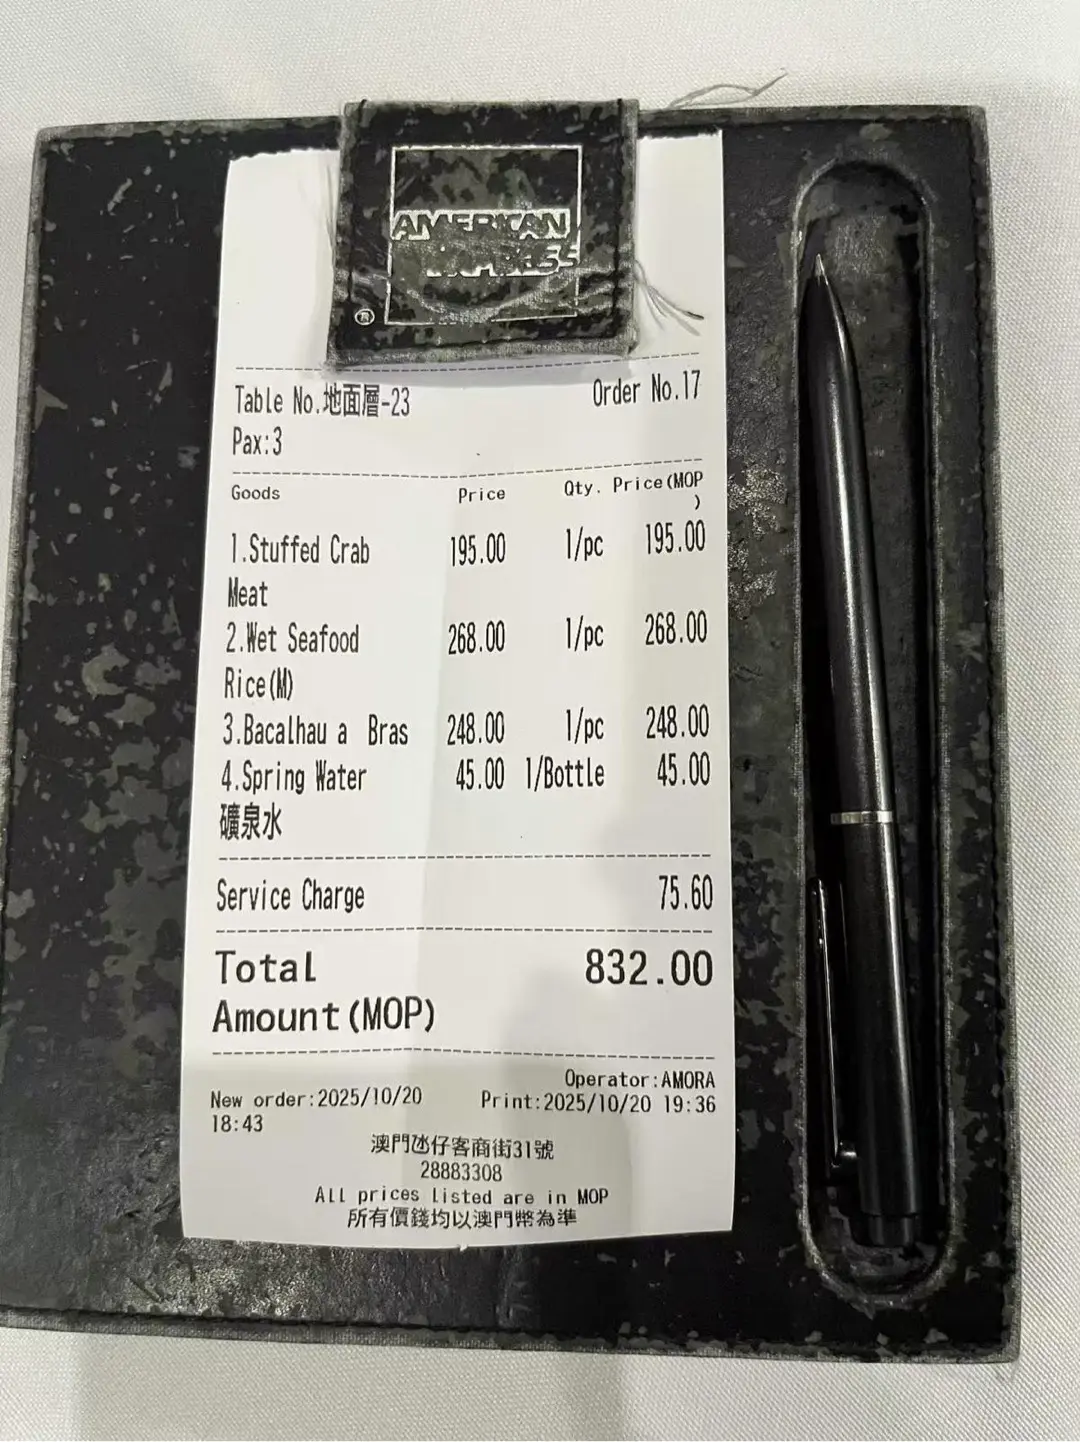 AMERICAN
EXPRESS
®
Table No.地面層-23 Order No.17
Pax:3
Goods Price Qty. Price(MOP
)
1.Stuffed Crab 195.00 1/pc 195.00
Meat
2.Wet Seafood 268.00 1/pc 268.00
Rice(M)
3.Bacalhau a Bras 248.00 1/pc 248.00
4.Spring Water 45.00 1/Bottle 45.00
礦泉水
Service Charge 75.60
Total 832.00
Amount(MOP)
Operator:AMORA
New order:2025/10/20 Print:2025/10/20 19:36
18:43
澳門氹仔客商街31號
28883308
All prices listed are in MOP
所有價錢均以澳門幣為準